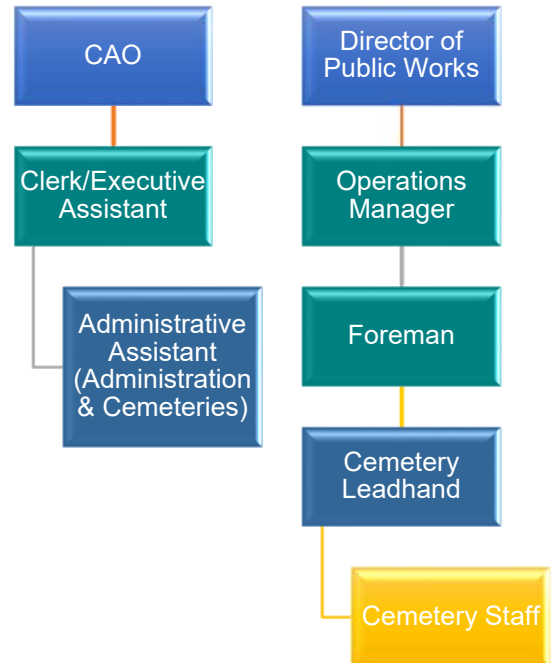 CAO
Clerk/Executive
Assistant
Administrative
Assistant
(Administration
& Cemeteries)
Director of
Public Works
Operations
Manager
Foreman
Cemetery
Leadhand
Cemetery Staff